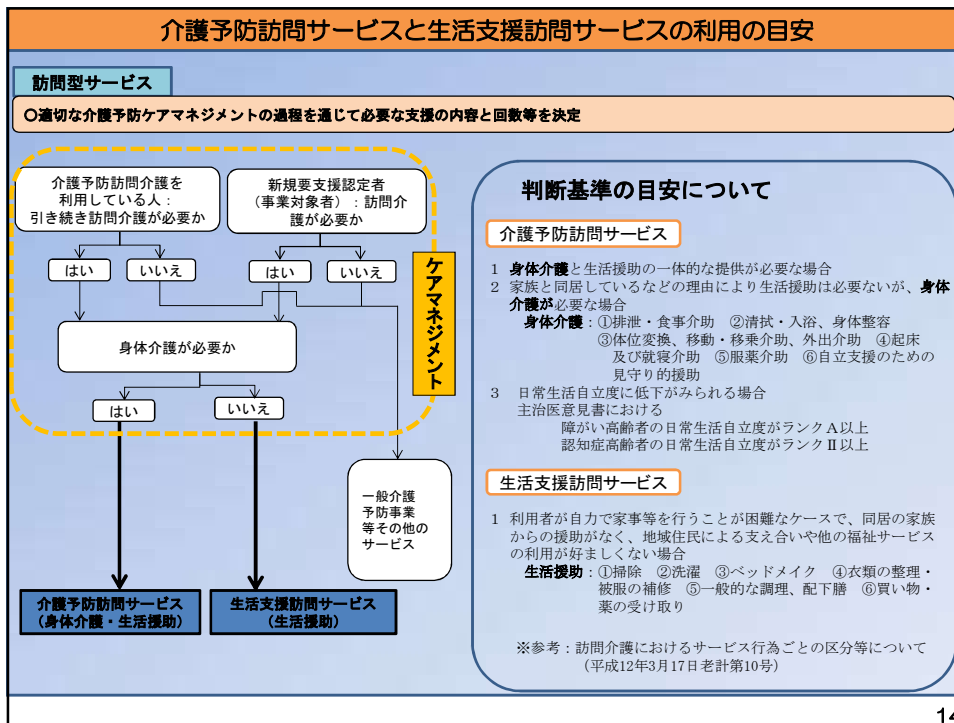 介護予防訪問サービスと生活支援訪問サービスの利用の目安
訪問型サービス
〇適切な介護予防ケアマネジメントの過程を通じて必要な支援の内容と回数等を決定
介護予防訪問介護を
利用している人：
引き続き訪問介護が必要か
新規要支援認定者
（事業対象者）：訪問介
護が必要か
はい
いいえ
はい
いいえ
身体介護が必要か
はい
いいえ
ケアマネジメント
一般介護
予防事業
等その他の
サービス
介護予防訪問サービス
（身体介護・生活援助）
生活支援訪問サービス
（生活援助）
判断基準の目安について
介護予防訪問サービス
1 身体介護と生活援助の一体的な提供が必要な場合
2 家族と同居しているなどの理由により生活援助は必要ないが、身体
介護が必要な場合
身体介護：①排泄・食事介助 ②清拭・入浴、身体整容
③体位変換、移動・移乗介助、外出介助 ④起床
及び就寝介助 ⑤服薬介助 ⑥自立支援のための
見守り的援助
3 日常生活自立度に低下がみられる場合
主治医意見書における
障がい高齢者の日常生活自立度がランクＡ以上
認知症高齢者の日常生活自立度がランクⅡ以上
生活支援訪問サービス
1 利用者が自力で家事等を行うことが困難なケースで、同居の家族
からの援助がなく、地域住民による支え合いや他の福祉サービス
の利用が好ましくない場合
生活援助：①掃除 ②洗濯 ③ベッドメイク ④衣類の整理・
被服の補修 ⑤一般的な調理、配下膳 ⑥買い物・
薬の受け取り
※参考：訪問介護におけるサービス行為ごとの区分等について
（平成12年3月17日老計第10号）
14